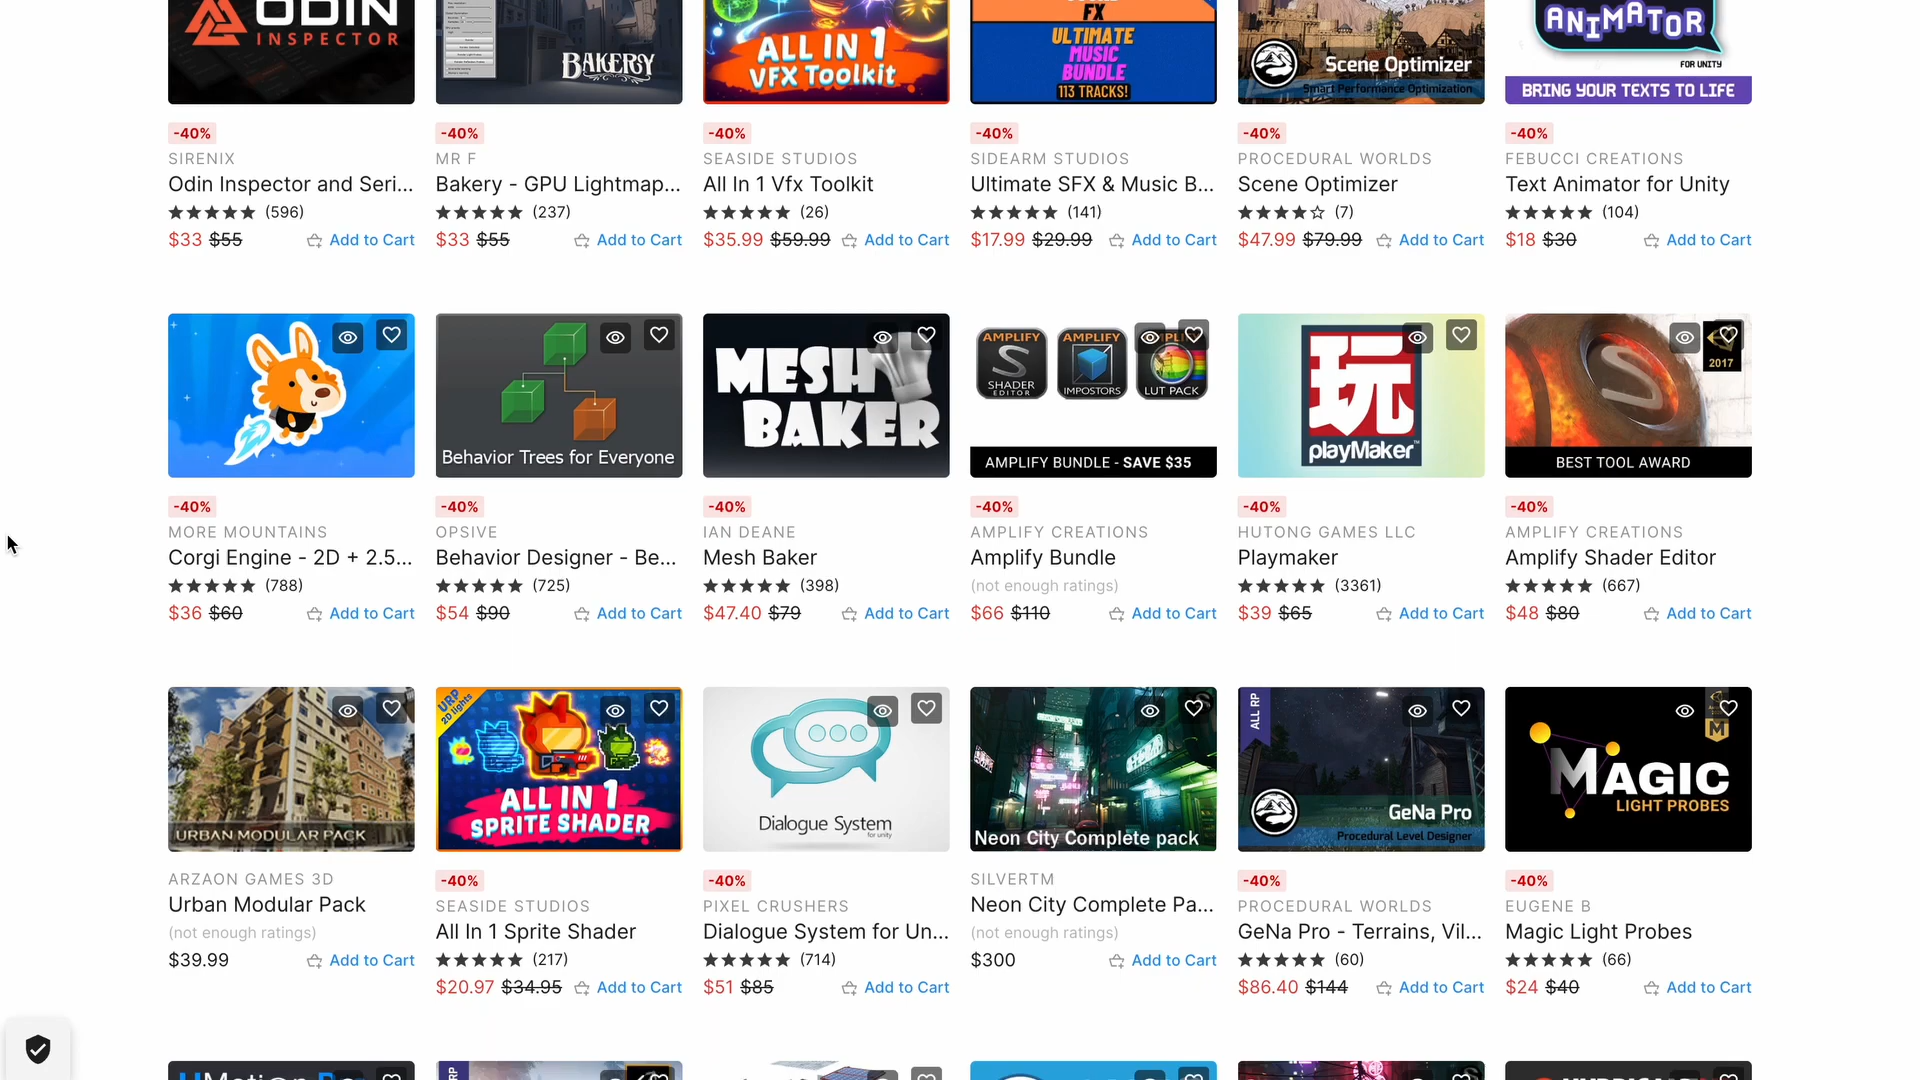 ODIN
INSPECTOR
BAKERY
ALL IN 1
VFX Toolkit
FX
ULTIMATE
MUSIC
BUNDLE
113 TRACKS!
Scene Optimizer
Smart Performance Optimization
ANIMATOR
FOR UNITY
BRING YOUR TEXTS TO LIFE
-40%
SIRENIX
Odin Inspector and Seri...
(596)
$33 $55
Add to Cart
-40%
MR F
Bakery - GPU Lightmap...
(237)
$33 $55
Add to Cart
-40%
SEASIDE STUDIOS
All In 1 Vfx Toolkit
(26)
$35.99 $59.99
Add to Cart
-40%
SIDEARM STUDIOS
Ultimate SFX & Music B...
(141)
$17.99 $29.99
Add to Cart
-40%
PROCEDURAL WORLDS
Scene Optimizer
(7)
$47.99 $79.99
Add to Cart
-40%
FEBUCCI CREATIONS
Text Animator for Unity
(104)
$18 $30
Add to Cart
Behavior Trees for Everyone
MESH
BAKER
AMPLIFY
SHADER
EDITOR
AMPLIFY
IMPOSTORS
LUT PACK
AMPLIFY BUNDLE - SAVE $35
玩
playMaker™
2017
BEST TOOL AWARD
-40%
MORE MOUNTAINS
Corgi Engine - 2D + 2.5...
(788)
$36 $60
Add to Cart
-40%
OPSIVE
Behavior Designer - Be...
(725)
$54 $90
Add to Cart
-40%
IAN DEANE
Mesh Baker
(398)
$47.40 $79
Add to Cart
-40%
AMPLIFY CREATIONS
Amplify Bundle
(not enough ratings)
$66 $110
Add to Cart
-40%
HUTONG GAMES LLC
Playmaker
(3361)
$39 $65
Add to Cart
-40%
AMPLIFY CREATIONS
Amplify Shader Editor
(667)
$48 $80
Add to Cart
URBAN MODULAR PACK
URP
2D lights
ALL IN 1
SPRITE SHADER
Dialogue System
for unity
Neon City Complete pack
ALL RP
GeNa Pro
Procedural Level Designer
MAGIC
LIGHT PROBES
ARZAON GAMES 3D
Urban Modular Pack
(not enough ratings)
$39.99
Add to Cart
-40%
SEASIDE STUDIOS
All In 1 Sprite Shader
(217)
$20.97 $34.95
Add to Cart
-40%
PIXEL CRUSHERS
Dialogue System for Un...
(714)
$51 $85
Add to Cart
SILVERTM
Neon City Complete Pa...
(not enough ratings)
$300
Add to Cart
-40%
PROCEDURAL WORLDS
GeNa Pro - Terrains, Vil...
(60)
$86.40 $144
Add to Cart
-40%
EUGENE B
Magic Light Probes
(66)
$24 $40
Add to Cart
RP